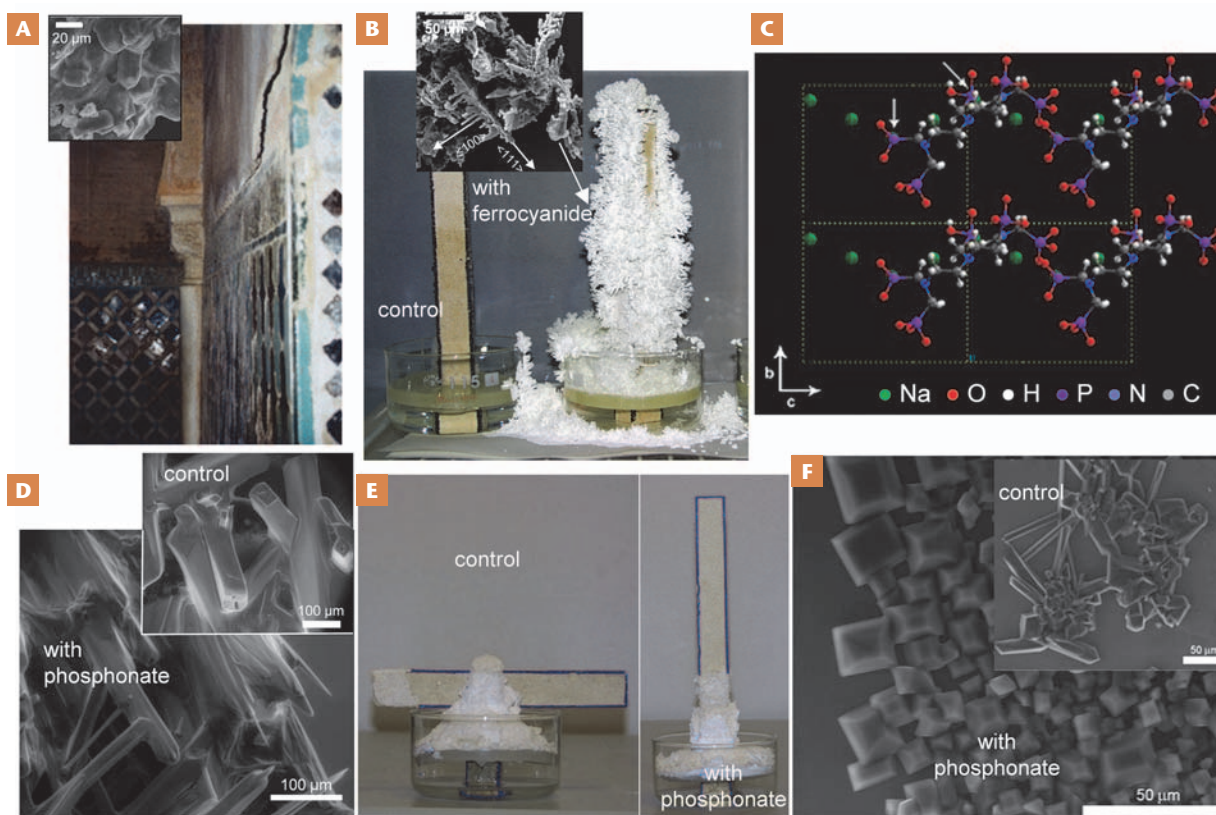 A
20 µm
B
50 µm
<100>
<111>
with
ferrocyanide
control
C
b
c
Na O H P N C
D
control
100 µm
with
phosphonate
100 µm
E
control
with
phosphonate
F
control
50 µm
with
phosphonate
50 µm